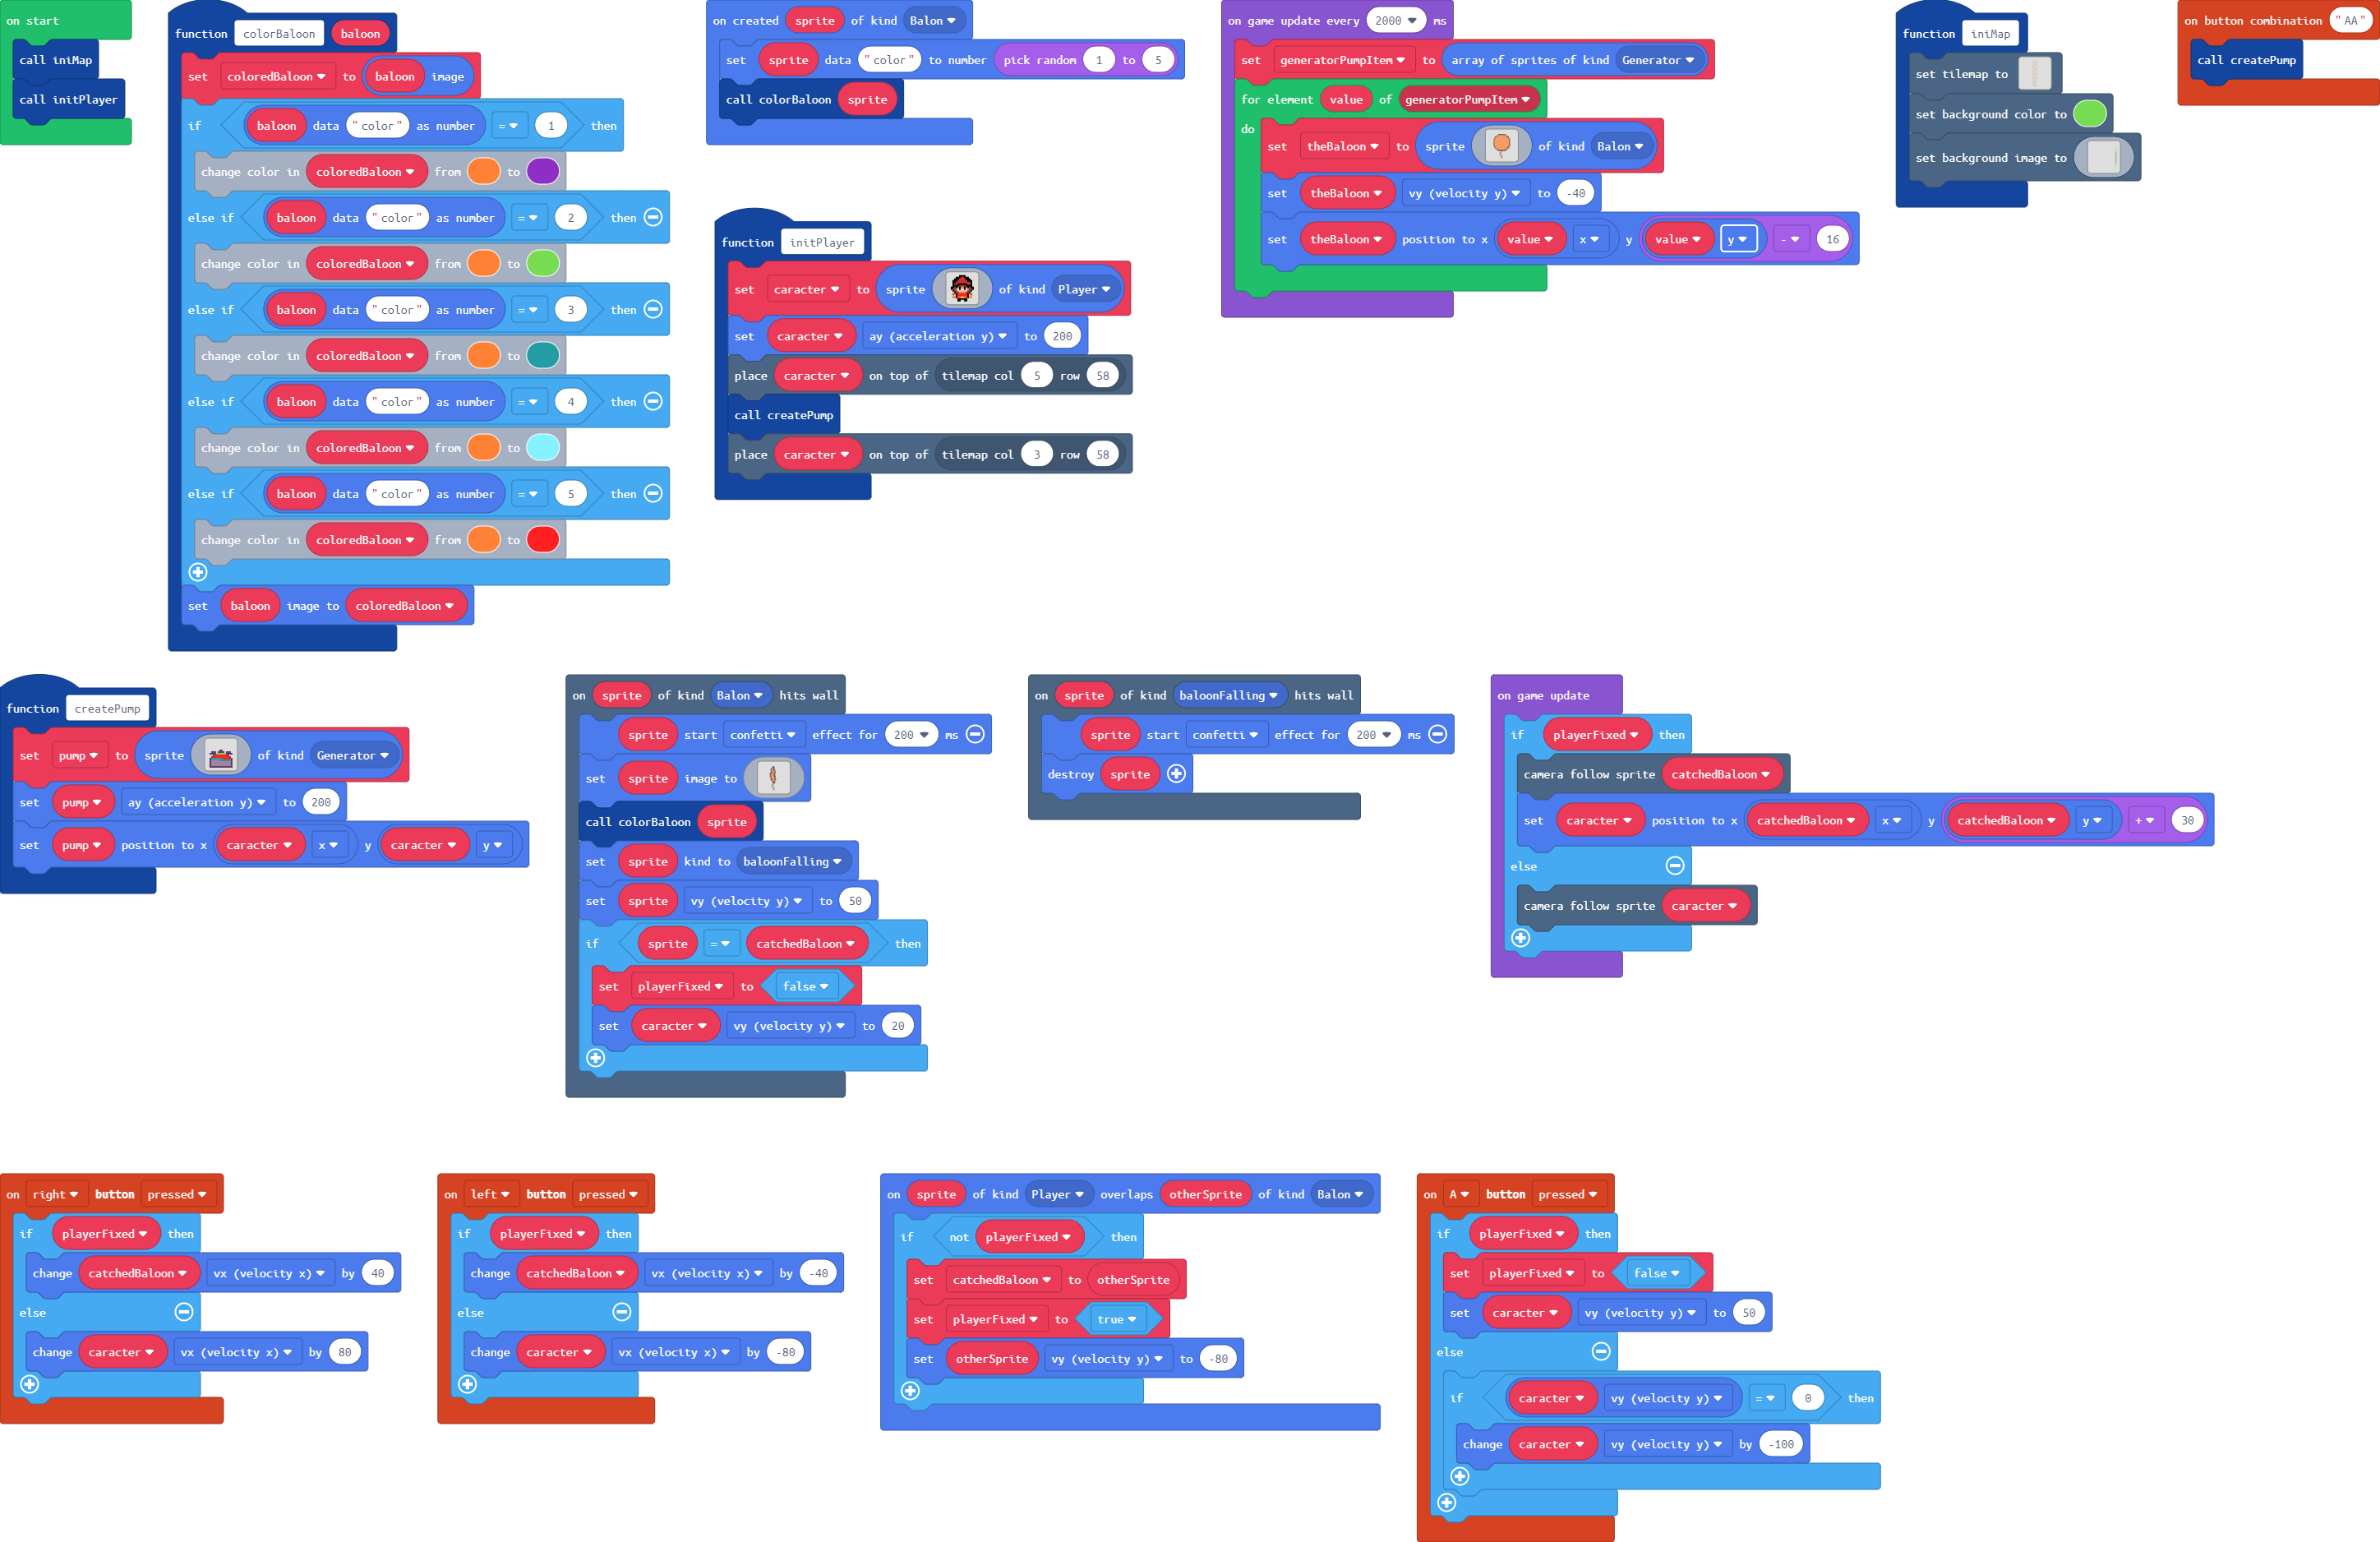 on start
call iniMap
call initPlayer
function colorBaloon baloon
set coloredBaloon to baloon image
if baloon data "color" as number = 1 then
change color in coloredBaloon from to
else if baloon data "color" as number = 2 then
change color in coloredBaloon from to
else if baloon data "color" as number = 3 then
change color in coloredBaloon from to
else if baloon data "color" as number = 4 then
change color in coloredBaloon from to
else if baloon data "color" as number = 5 then
change color in coloredBaloon from to
set baloon image to coloredBaloon
on created sprite of kind Balon
set sprite data "color" to number pick random 1 to 5
call colorBaloon sprite
function initPlayer
set caracter to sprite of kind Player
set caracter ay (acceleration y) to 200
place caracter on top of tilemap col 5 row 58
call createPump
place caracter on top of tilemap col 3 row 58
on game update every 2000 ms
set generatorPumpItem to array of sprites of kind Generator
for element value of generatorPumpItem
do
set theBaloon to sprite of kind Balon
set theBaloon vy (velocity y) to -40
set theBaloon position to x value x y value y - 16
function iniMap
set tilemap to
set background color to
set background image to
on button combination "AA"
call createPump
function createPump
set pump to sprite of kind Generator
set pump ay (acceleration y) to 200
set pump position to x caracter x y caracter y
on sprite of kind Balon hits wall
sprite start confetti effect for 200 ms
set sprite image to
call colorBaloon sprite
set sprite kind to baloonFalling
set sprite vy (velocity y) to 50
if sprite = catchedBaloon then
set playerFixed to false
set caracter vy (velocity y) to 20
on sprite of kind baloonFalling hits wall
sprite start confetti effect for 200 ms
destroy sprite
on game update
if playerFixed then
camera follow sprite catchedBaloon
set caracter position to x catchedBaloon x y catchedBaloon y + 30
else
camera follow sprite caracter
on right button pressed
if playerFixed then
change catchedBaloon vx (velocity x) by 40
else
change caracter vx (velocity x) by 80
on left button pressed
if playerFixed then
change catchedBaloon vx (velocity x) by -40
else
change caracter vx (velocity x) by -80
on sprite of kind Player overlaps otherSprite of kind Balon
if not playerFixed then
set catchedBaloon to otherSprite
set playerFixed to true
set otherSprite vy (velocity y) to -80
on A button pressed
if playerFixed then
set playerFixed to false
set caracter vy (velocity y) to 50
else
if caracter vy (velocity y) = 0 then
change caracter vy (velocity y) by -100